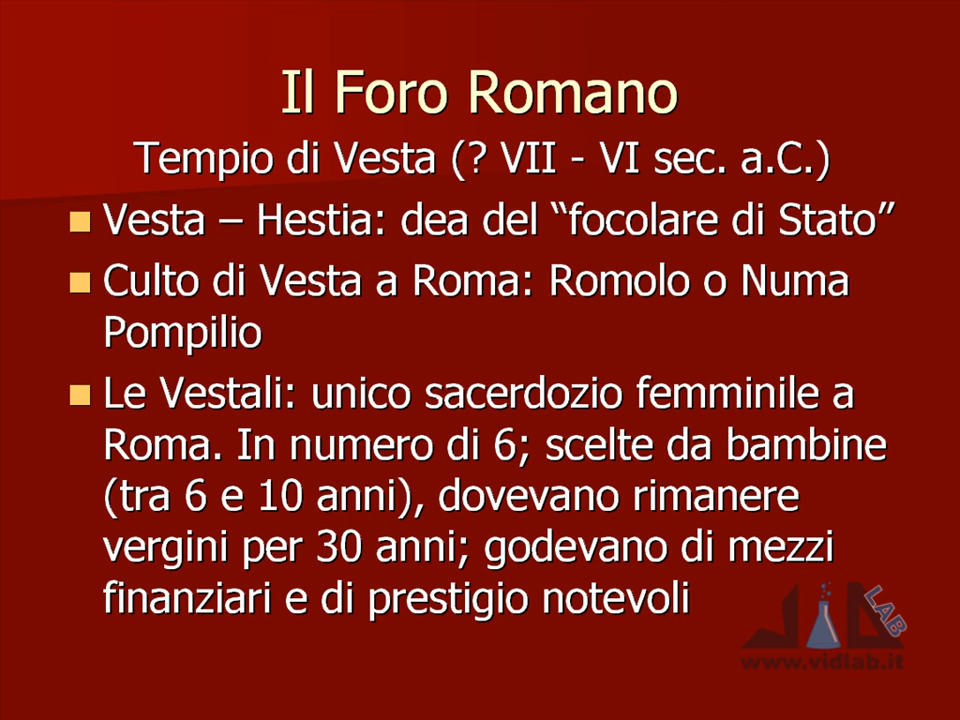 Il Foro Romano
Tempio di Vesta (? VII - VI sec. a.C.)
Vesta – Hestia: dea del “focolare di Stato”
Culto di Vesta a Roma: Romolo o Numa
Pompilio
Le Vestali: unico sacerdozio femminile a
Roma. In numero di 6; scelte da bambine
(tra 6 e 10 anni), dovevano rimanere
vergini per 30 anni; godevano di mezzi
finanziari e di prestigio notevoli
LAB
www.vidlab.it